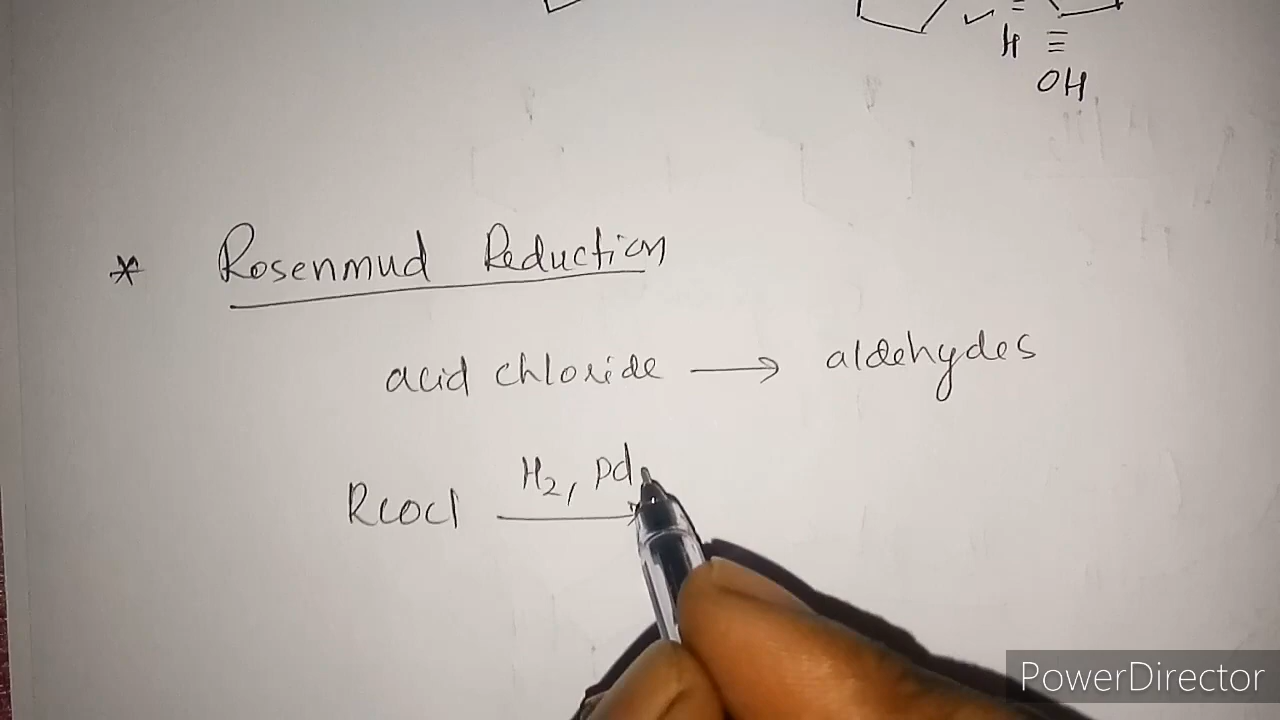 H
OH
* Rosenmud Reduction
acid chloride → aldehydes
RCOCl H2, Pd →
PowerDirector